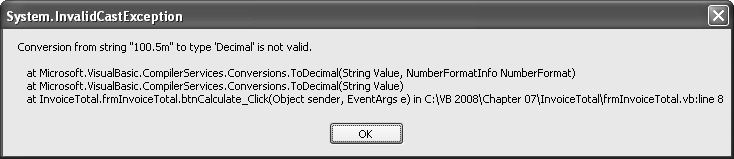 System.InvalidCastException
Conversion from string "100.5m" to type 'Decimal' is not valid.
at Microsoft.VisualBasic.CompilerServices.Conversions.ToDecimal(String Value, NumberFormatInfo NumberFormat)
at Microsoft.VisualBasic.CompilerServices.Conversions.ToDecimal(String Value)
at InvoiceTotal.frmInvoiceTotal.btnCalculate_Click(Object sender, EventArgs e) in C:\VB 2008\Chapter 07\InvoiceTotal\frmInvoiceTotal.vb:line 8
OK